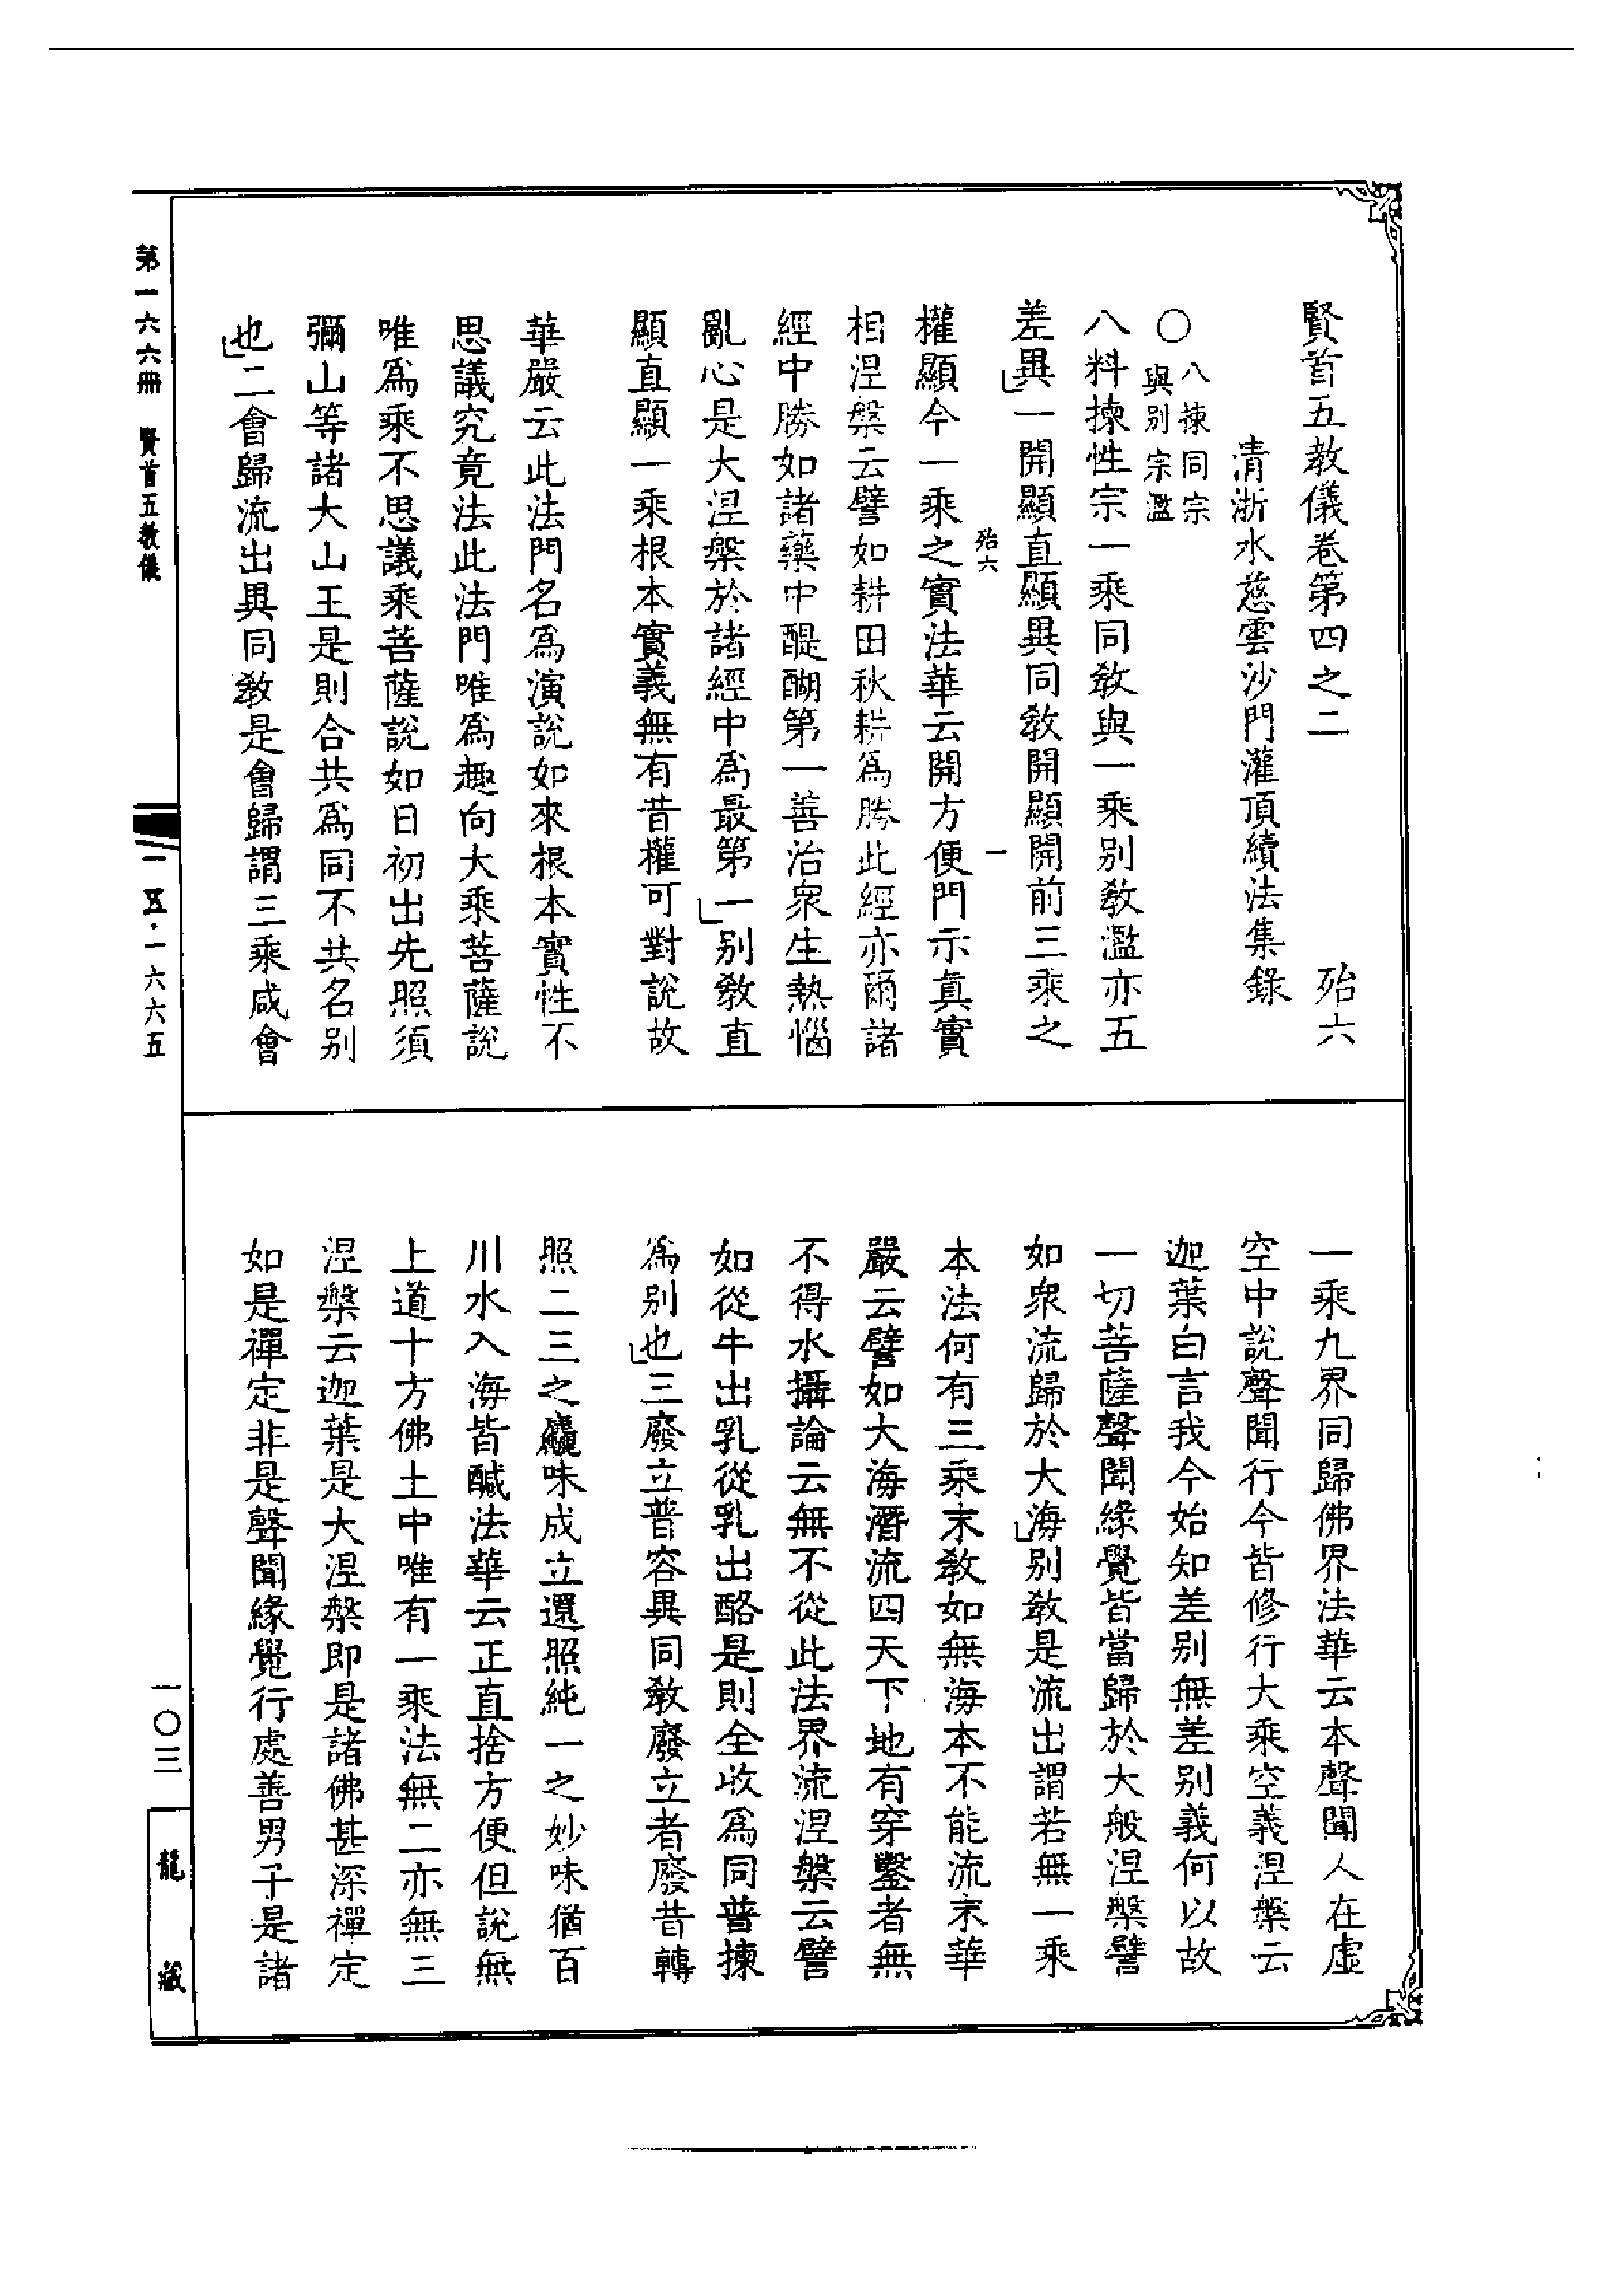 賢首五教儀卷第四之二　殆六
清浙水慈雲沙門灌頂續法集錄
○八揀同宗
與别宗濫
八料揀性宗一乘同教與一乘别教濫亦五
差異一開顯直顯異同教開顯開前三乘之
殆六　一
權顯今一乘之實法華云開方便門示真實
相涅槃云譬如耕田秋耕爲勝此經亦爾諸
經中勝如諸藥中醍醐第一善治衆生熱惱
亂心是大涅槃於諸經中爲最第一别教直
顯直顯一乘根本實義無有昔權可對説故
華嚴云此法門名爲演説如來根本實性不
思議究竟法此法門唯爲趣向大乘菩薩説
唯爲乘不思議乘菩薩説如日初出先照須
彌山等諸大山王是則合共爲同不共名别
也二會歸流出異同教是會歸謂三乘咸會
一乘九界同歸佛界法華云本聲聞人在虛
空中説聲聞行今皆修行大乘空義涅槃云
迦葉白言我今始知差别無差别義何以故
一切菩薩聲聞緣覺皆當歸於大般涅槃譬
如衆流歸於大海别教是流出謂若無一乘
本法何有三乘末教如無海本不能流末華
嚴云譬如大海潛流四天下地有穿鑿者無
不得水攝論云無不從此法界流涅槃云譬
如從牛出乳從乳出酪是則全收爲同普揀
爲别也三廢立普容異同教廢立者廢昔轉
照二三之麤味成立還照純一之妙味猶百
川水入海皆醎法華云正直捨方便但説無
上道十方佛土中唯有一乘法無二亦無三
涅槃云迦葉是大涅槃即是諸佛甚深禪定
如是禪定非是聲聞緣覺行處善男子是諸
第一六六册　賢首五教儀
一五·一六六五
一〇三
龍藏